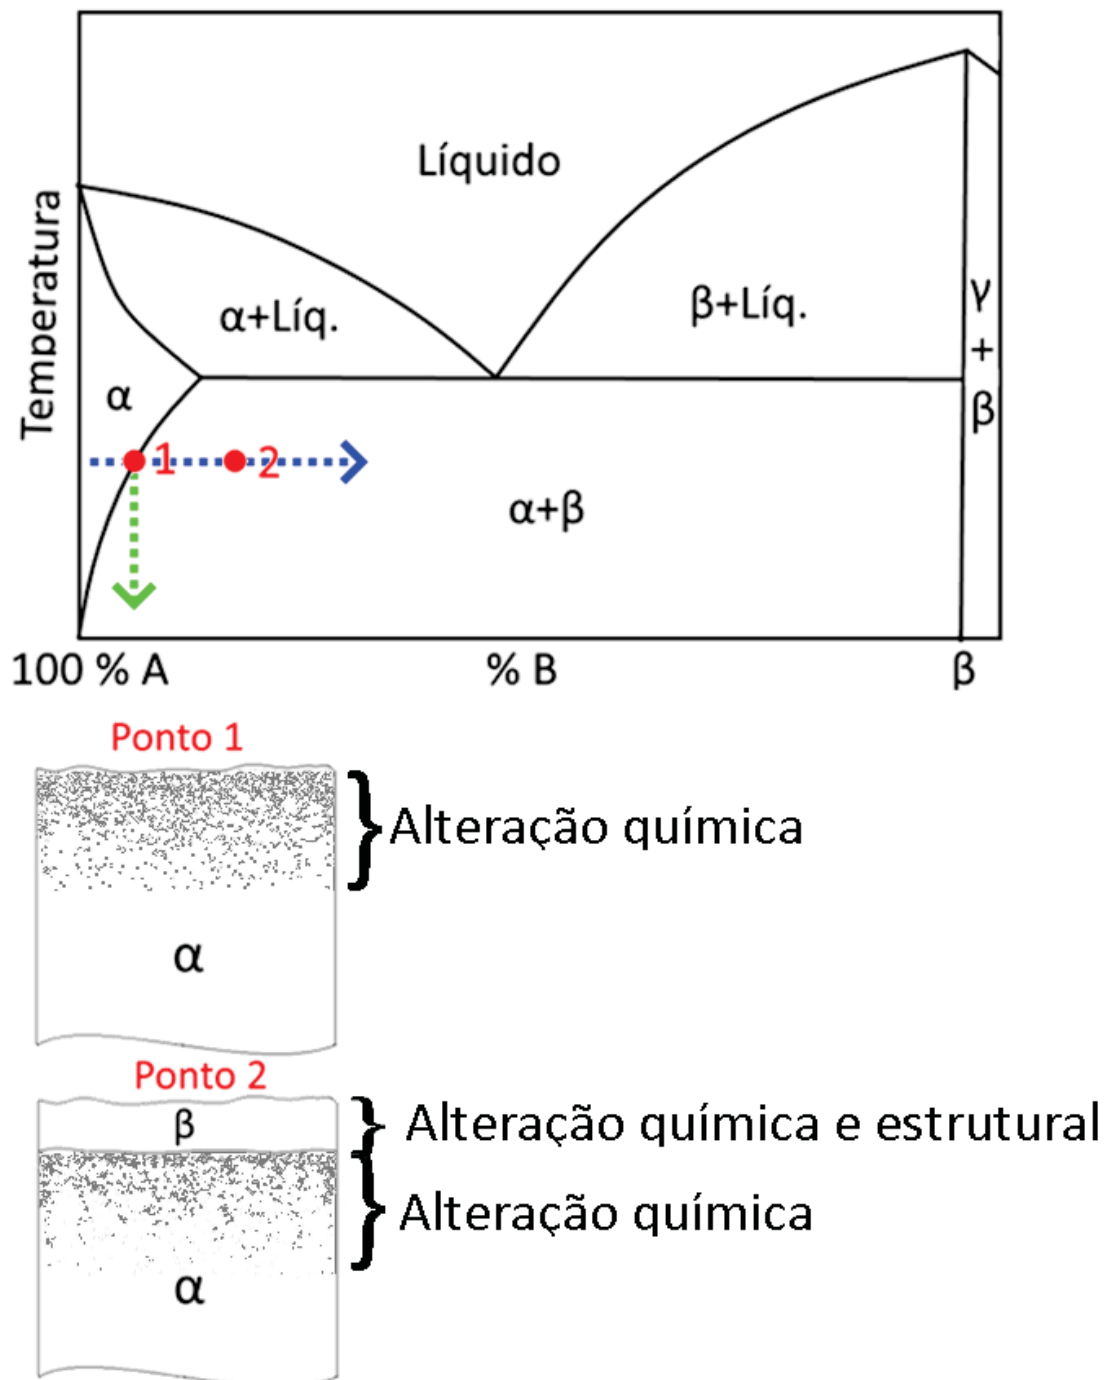 Temperatura
Líquido
α+Líq.
β+Líq.
γ
+
β
α
1
2
α+β
100 % A
% B
β
Ponto 1
Alteração química
α
Ponto 2
β
Alteração química e estrutural
Alteração química
α